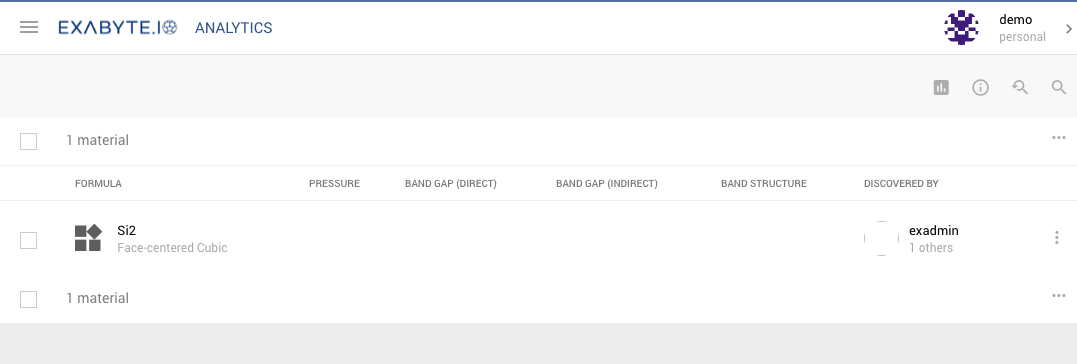 EXABYTE.IO ANALYTICS demo
personal
1 material
FORMULA PRESSURE BAND GAP (DIRECT) BAND GAP (INDIRECT) BAND STRUCTURE DISCOVERED BY
Si2 exadmin
Face-centered Cubic 1 others
1 material